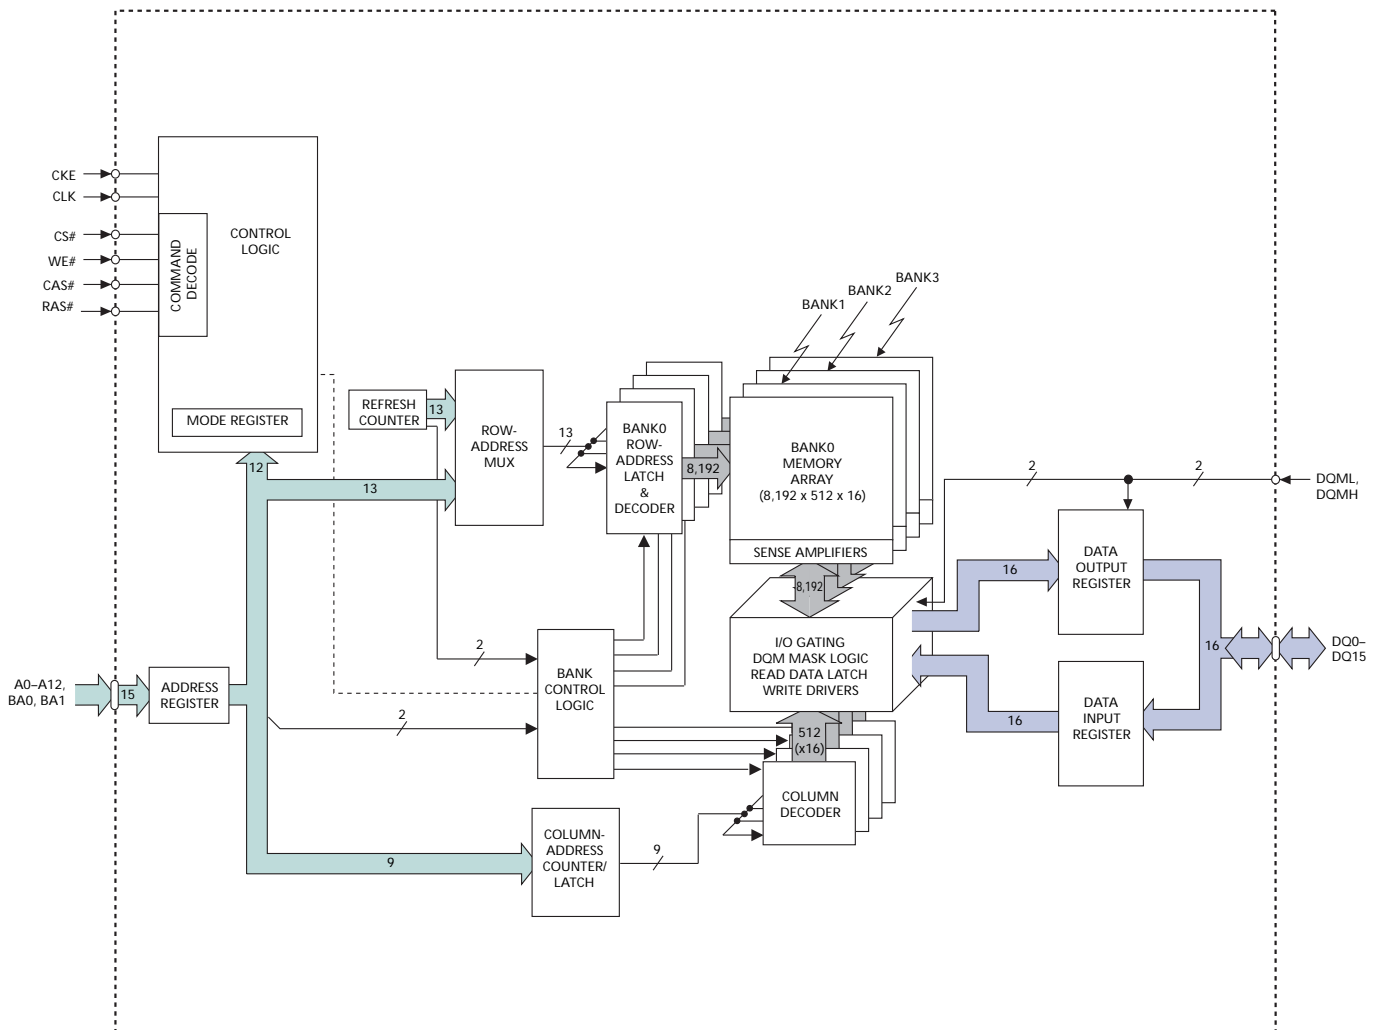 CKE
CLK
CS#
WE#
CAS#
RAS#
COMMAND
DECODE
CONTROL
LOGIC
MODE REGISTER
12
BANK1
BANK2
BANK3
REFRESH
COUNTER
13
13
ROW-
ADDRESS
MUX
13
BANK0
ROW-
ADDRESS
LATCH
&
DECODER
8,192
BANK0
MEMORY
ARRAY
(8,192 x 512 x 16)
SENSE AMPLIFIERS
8,192
I/O GATING
DQM MASK LOGIC
READ DATA LATCH
WRITE DRIVERS
512
(x16)
COLUMN
DECODER
2
2
DQML,
DQMH
16
DATA
OUTPUT
REGISTER
16
DQ0–
DQ15
16
DATA
INPUT
REGISTER
A0–A12,
BA0, BA1
15
ADDRESS
REGISTER
2
2
BANK
CONTROL
LOGIC
9
COLUMN-
ADDRESS
COUNTER/
LATCH
9